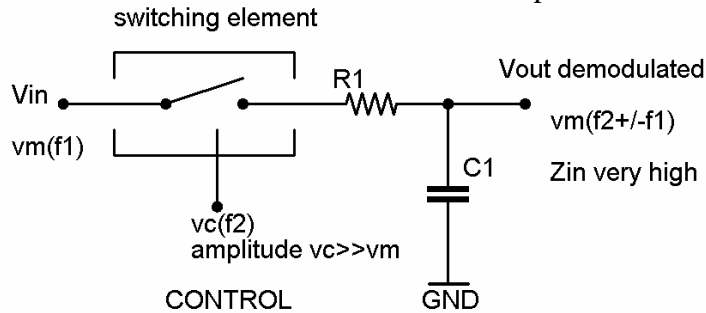 switching element
Vin
vm(f1)
R1
Vout demodulated
vm(f2+/-f1)
Zin very high
C1
vc(f2)
amplitude vc>>vm
CONTROL
GND